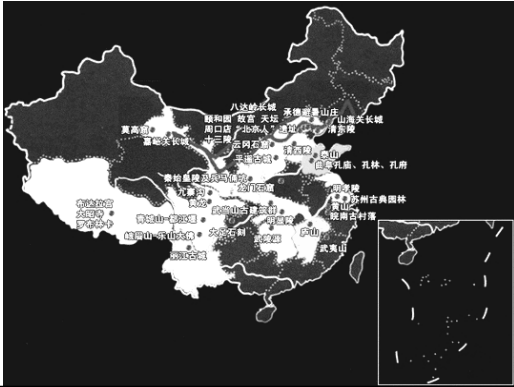 八达岭长城
颐和园 故宫 天坛
承德避暑山庄
周口店 "北京人" 遗址
山海关长城
十三陵
清东陵
莫高窟
嘉峪关长城
云冈石窟
清西陵
平遥古城
泰山
曲阜孔庙、孔林、孔府
秦始皇陵及兵马俑坑
九寨沟
龙门石窟
黄龙
明孝陵
苏州古典园林
布达拉宫
大昭寺
罗布林卡
武当山古建筑群
黄山
皖南古村落
青城山-都江堰
明显陵
峨眉山-乐山大佛
大足石刻
武陵源
庐山
武夷山
丽江古城